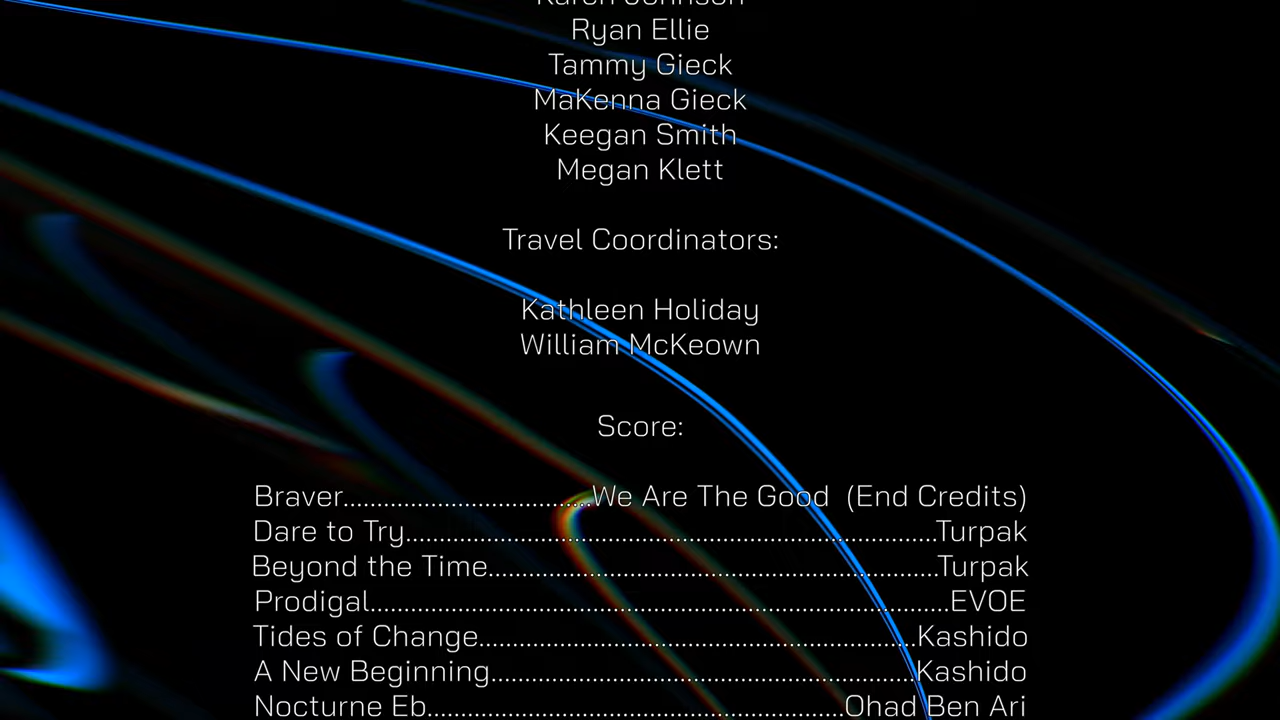 Karen Johnson
Ryan Ellie
Tammy Gieck
MaKenna Gieck
Keegan Smith
Megan Klett
Travel Coordinators:
Kathleen Holiday
William McKeown
Score:
Braver..............................We Are The Good  (End Credits)
Dare to Try................................................................Turpak
Beyond the Time......................................................Turpak
Prodigal......................................................................EVOE
Tides of Change.....................................................Kashido
A New Beginning...................................................Kashido
Nocturne Eb..................................................Ohad Ben Ari